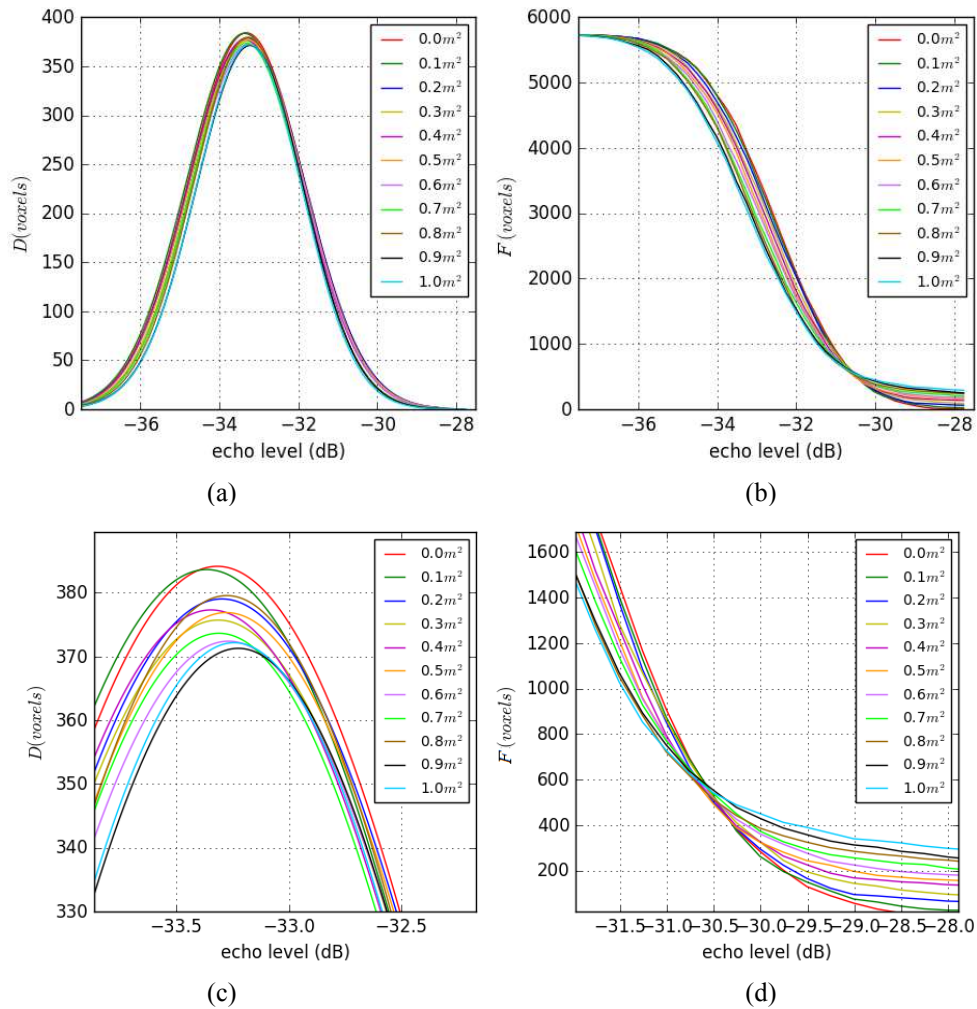 400
350
300
250
200
150
100
50
0
D(voxels)
−36
−34
−32
−30
−28
echo level (dB)
0.0m²
0.1m²
0.2m²
0.3m²
0.4m²
0.5m²
0.6m²
0.7m²
0.8m²
0.9m²
1.0m²
(a)
6000
5000
4000
3000
2000
1000
0
F(voxels)
−36
−34
−32
−30
−28
echo level (dB)
0.0m²
0.1m²
0.2m²
0.3m²
0.4m²
0.5m²
0.6m²
0.7m²
0.8m²
0.9m²
1.0m²
(b)
380
370
360
350
340
330
D(voxels)
−33.5
−33.0
−32.5
echo level (dB)
0.0m²
0.1m²
0.2m²
0.3m²
0.4m²
0.5m²
0.6m²
0.7m²
0.8m²
0.9m²
1.0m²
(c)
1600
1400
1200
1000
800
600
400
200
F(voxels)
−31.5
−31.0
−30.5
−30.0
−29.5
−29.0
−28.5
−28.0
echo level (dB)
0.0m²
0.1m²
0.2m²
0.3m²
0.4m²
0.5m²
0.6m²
0.7m²
0.8m²
0.9m²
1.0m²
(d)